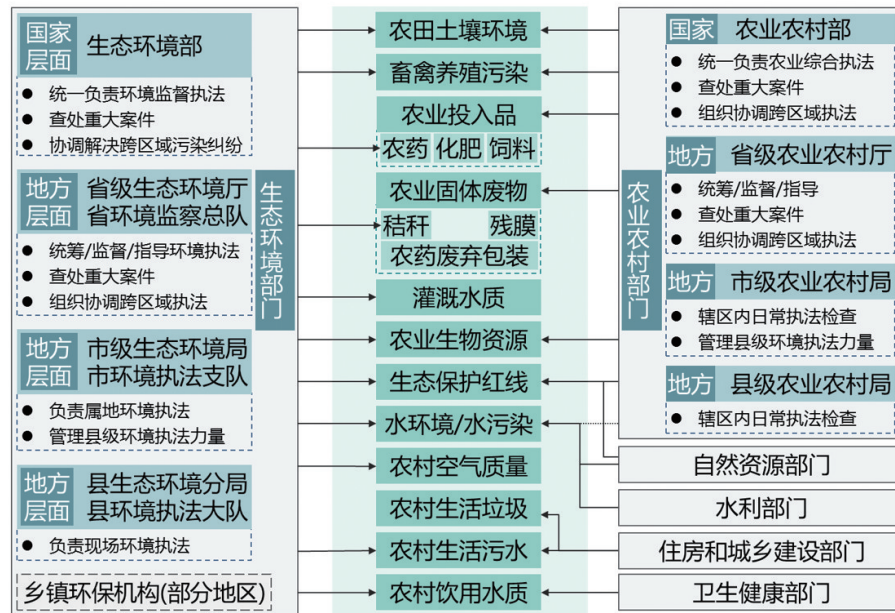 国家
层面
生态环境部
● 统一负责环境监督执法
● 查处重大案件
● 协调解决跨区域污染纠纷
地方
层面
省级生态环境厅
省环境监察总队
● 统筹/监督/指导环境执法
● 查处重大案件
● 组织协调跨区域执法
地方
层面
市级生态环境局
市环境执法支队
● 负责属地环境执法
● 管理县级环境执法力量
地方
层面
县生态环境分局
县环境执法大队
● 负责现场环境执法
乡镇环保机构(部分地区)
生态环境部门
农田土壤环境
畜禽养殖污染
农业投入品
农药 化肥 饲料
农业固体废物
秸秆 残膜
农药废弃包装
灌溉水质
农业生物资源
生态保护红线
水环境/水污染
农村空气质量
农村生活垃圾
农村生活污水
农村饮用水质
农业农村部门
国家 农业农村部
● 统一负责农业综合执法
● 查处重大案件
● 组织协调跨区域执法
地方 省级农业农村厅
● 统筹/监督/指导
● 查处重大案件
● 组织协调跨区域执法
地方 市级农业农村局
● 辖区内日常执法检查
● 管理县级环境执法力量
地方 县级农业农村局
● 辖区内日常执法检查
自然资源部门
水利部门
住房和城乡建设部门
卫生健康部门